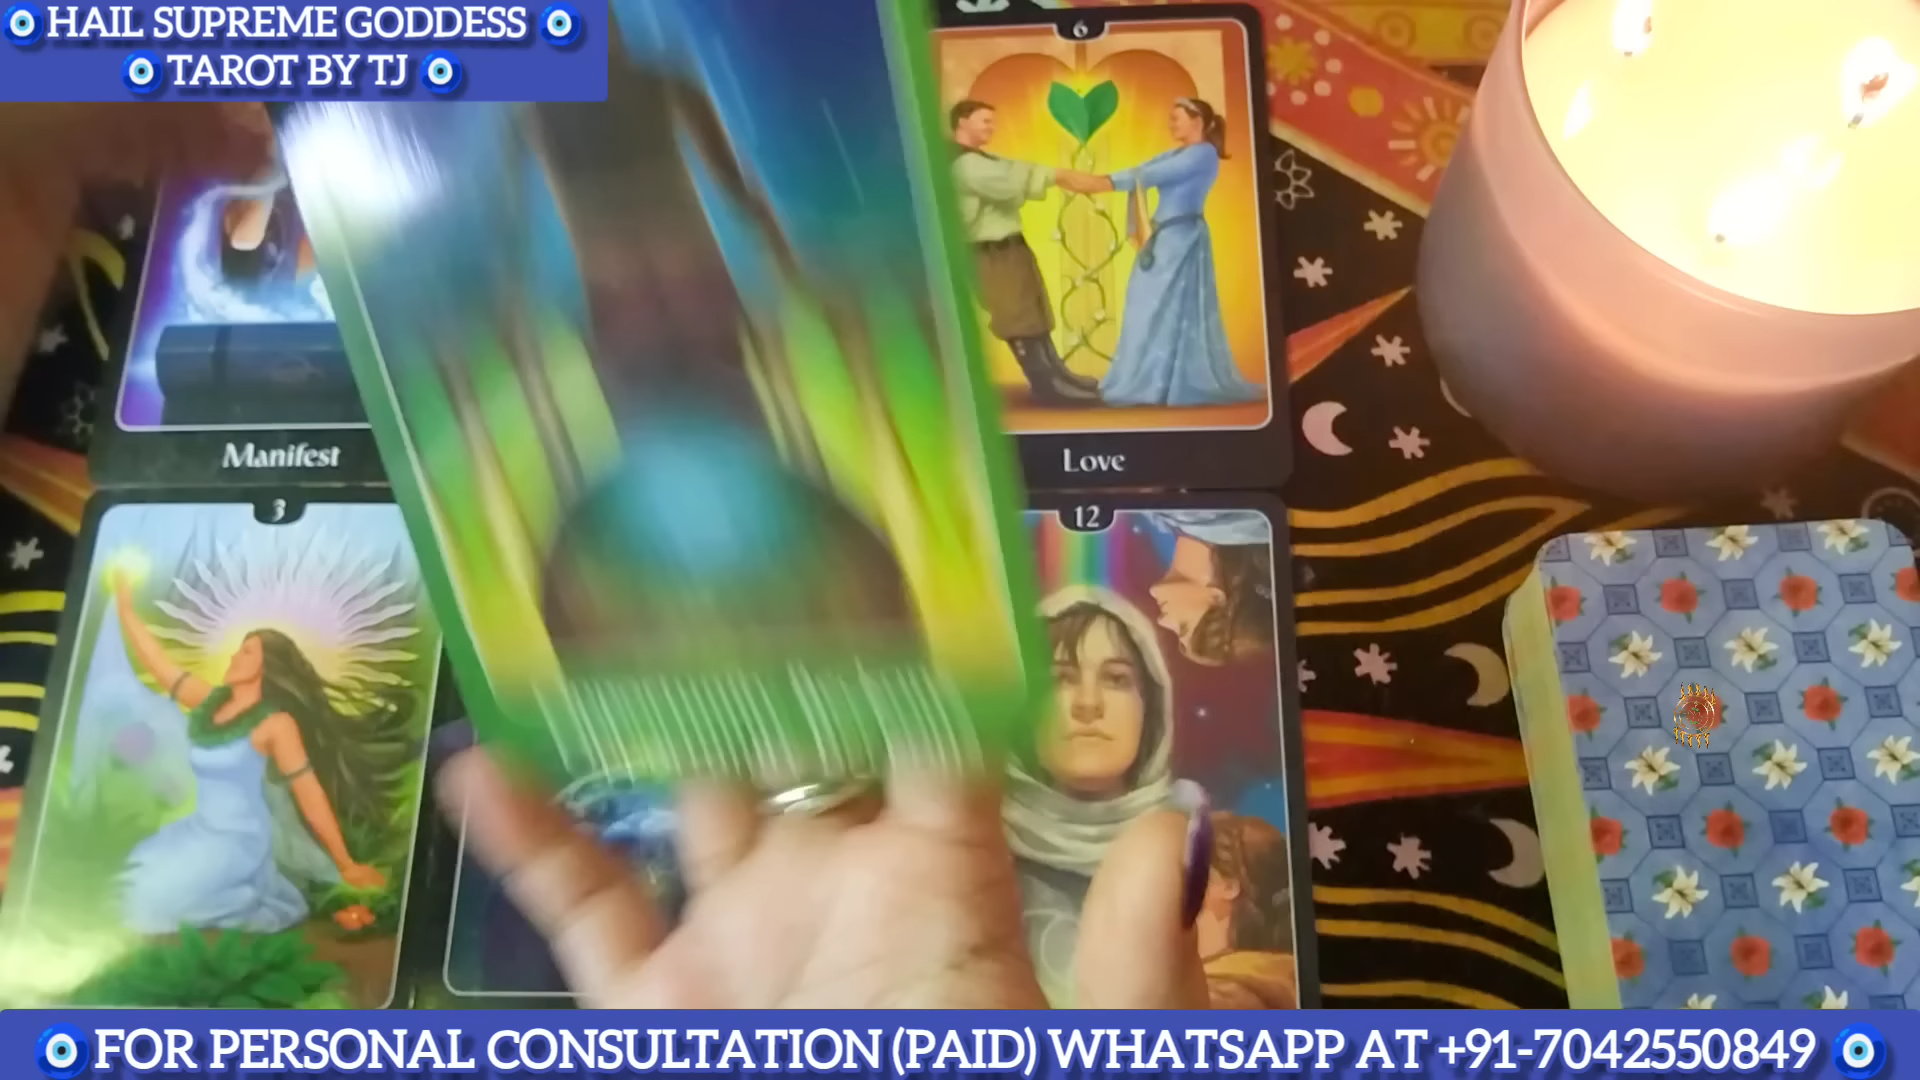 HAIL SUPREME GODDESS
TAROT BY TJ
6
Manifest
Love
3
12
FOR PERSONAL CONSULTATION (PAID) WHATSAPP AT +91-7042550849